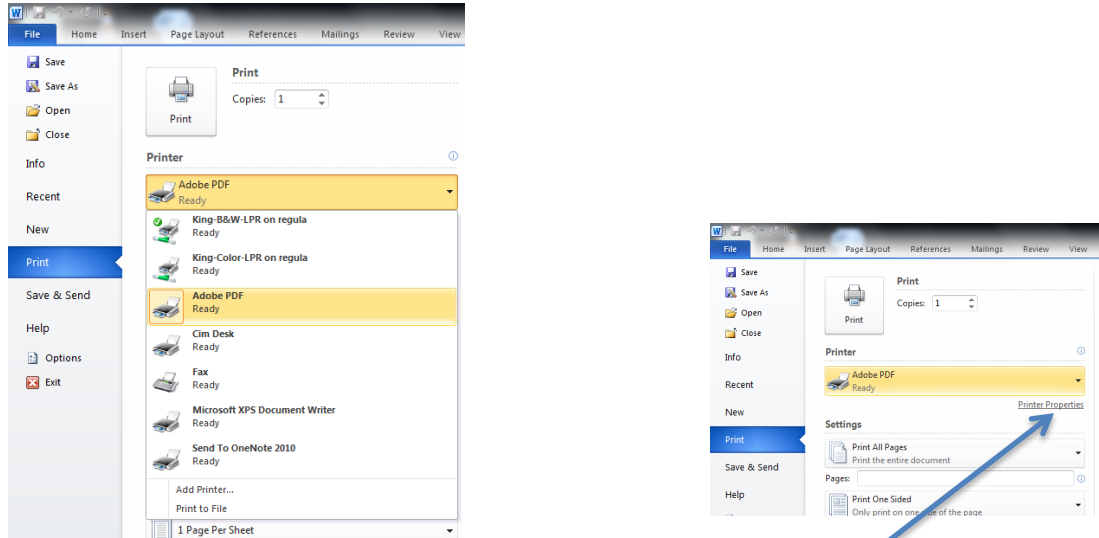 File Home Insert Page Layout References Mailings Review View
Save
Save As
Open
Close
Info
Recent
New
Print
Save & Send
Help
Options
Exit
Print
Print
Copies: 1
Printer
Adobe PDF
Ready
King-B&W-LPR on regula
Ready
King-Color-LPR on regula
Ready
Adobe PDF
Ready
Cim Desk
Ready
Fax
Ready
Microsoft XPS Document Writer
Ready
Send To OneNote 2010
Ready
Add Printer...
Print to File
1 Page Per Sheet
File Home Insert Page Layout References Mailings Review View
Save
Save As
Open
Close
Info
Recent
New
Print
Save & Send
Help
Print
Print
Copies: 1
Printer
Adobe PDF
Ready
Printer Properties
Settings
Print All Pages
Print the entire document
Pages:
Print One Sided
Only print on one side of the page